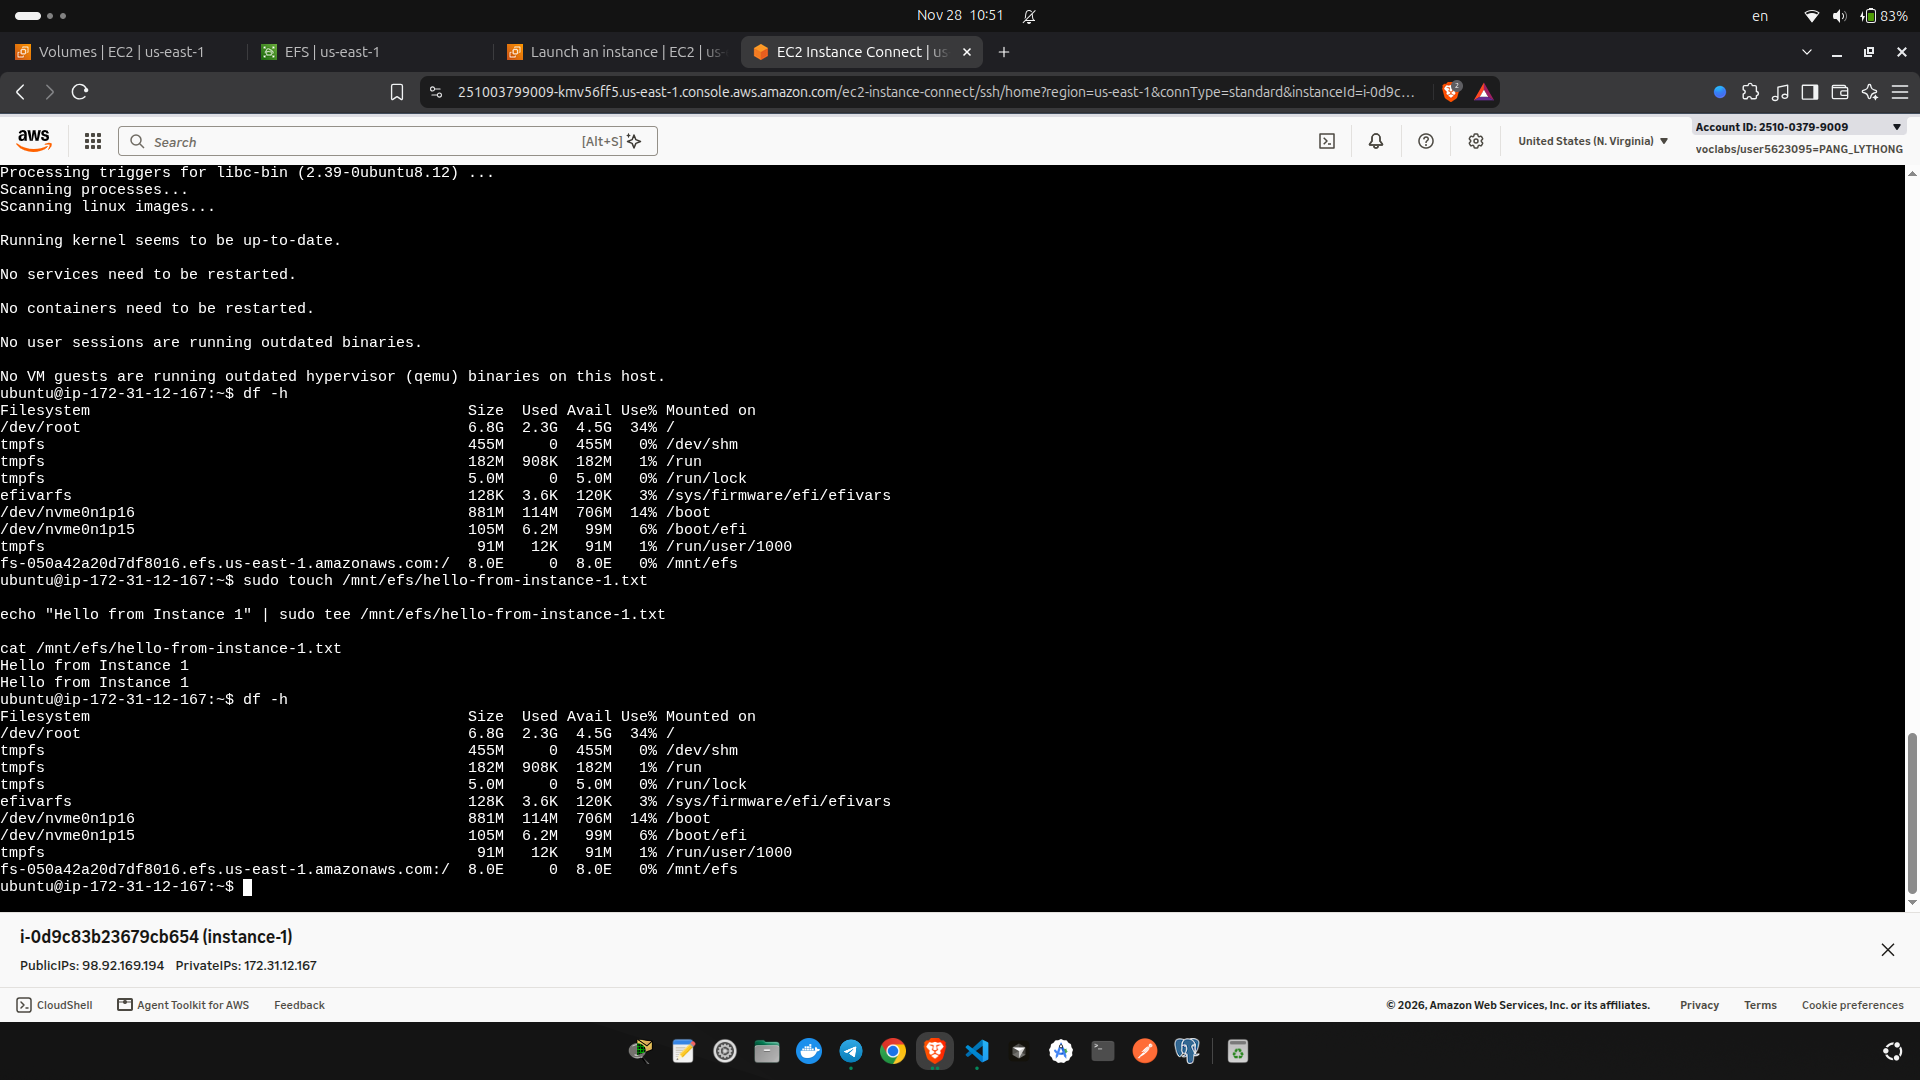 Nov 28 10:51
en
83%
Volumes | EC2 | us-east-1
EFS | us-east-1
Launch an instance | EC2 | us-
EC2 Instance Connect | us
251003799009-kmv56ff5.us-east-1.console.aws.amazon.com/ec2-instance-connect/ssh/home?region=us-east-1&connType=standard&instanceId=i-0d9c...
2
aws
Search
[Alt+S]
United States (N. Virginia)
Account ID: 2510-0379-9009
voclabs/user5623095=PANG_LYTHONG
Processing triggers for libc-bin (2.39-0ubuntu8.12) ...
Scanning processes...
Scanning linux images...
Running kernel seems to be up-to-date.
No services need to be restarted.
No containers need to be restarted.
No user sessions are running outdated binaries.
No VM guests are running outdated hypervisor (qemu) binaries on this host.
ubuntu@ip-172-31-12-167:~$ df -h
Filesystem Size Used Avail Use% Mounted on
/dev/root 6.8G 2.3G 4.5G 34% /
tmpfs 455M 0 455M 0% /dev/shm
tmpfs 182M 908K 182M 1% /run
tmpfs 5.0M 0 5.0M 0% /run/lock
efivarfs 128K 3.6K 120K 3% /sys/firmware/efi/efivars
/dev/nvme0n1p16 881M 114M 706M 14% /boot
/dev/nvme0n1p15 105M 6.2M 99M 6% /boot/efi
tmpfs 91M 12K 91M 1% /run/user/1000
fs-050a42a20d7df8016.efs.us-east-1.amazonaws.com:/ 8.0E 0 8.0E 0% /mnt/efs
ubuntu@ip-172-31-12-167:~$ sudo touch /mnt/efs/hello-from-instance-1.txt
echo "Hello from Instance 1" | sudo tee /mnt/efs/hello-from-instance-1.txt
cat /mnt/efs/hello-from-instance-1.txt
Hello from Instance 1
Hello from Instance 1
ubuntu@ip-172-31-12-167:~$ df -h
Filesystem Size Used Avail Use% Mounted on
/dev/root 6.8G 2.3G 4.5G 34% /
tmpfs 455M 0 455M 0% /dev/shm
tmpfs 182M 908K 182M 1% /run
tmpfs 5.0M 0 5.0M 0% /run/lock
efivarfs 128K 3.6K 120K 3% /sys/firmware/efi/efivars
/dev/nvme0n1p16 881M 114M 706M 14% /boot
/dev/nvme0n1p15 105M 6.2M 99M 6% /boot/efi
tmpfs 91M 12K 91M 1% /run/user/1000
fs-050a42a20d7df8016.efs.us-east-1.amazonaws.com:/ 8.0E 0 8.0E 0% /mnt/efs
ubuntu@ip-172-31-12-167:~$
i-0d9c83b23679cb654 (instance-1)
PublicIPs: 98.92.169.194 PrivateIPs: 172.31.12.167
CloudShell
Agent Toolkit for AWS
Feedback
© 2026, Amazon Web Services, Inc. or its affiliates.
Privacy
Terms
Cookie preferences